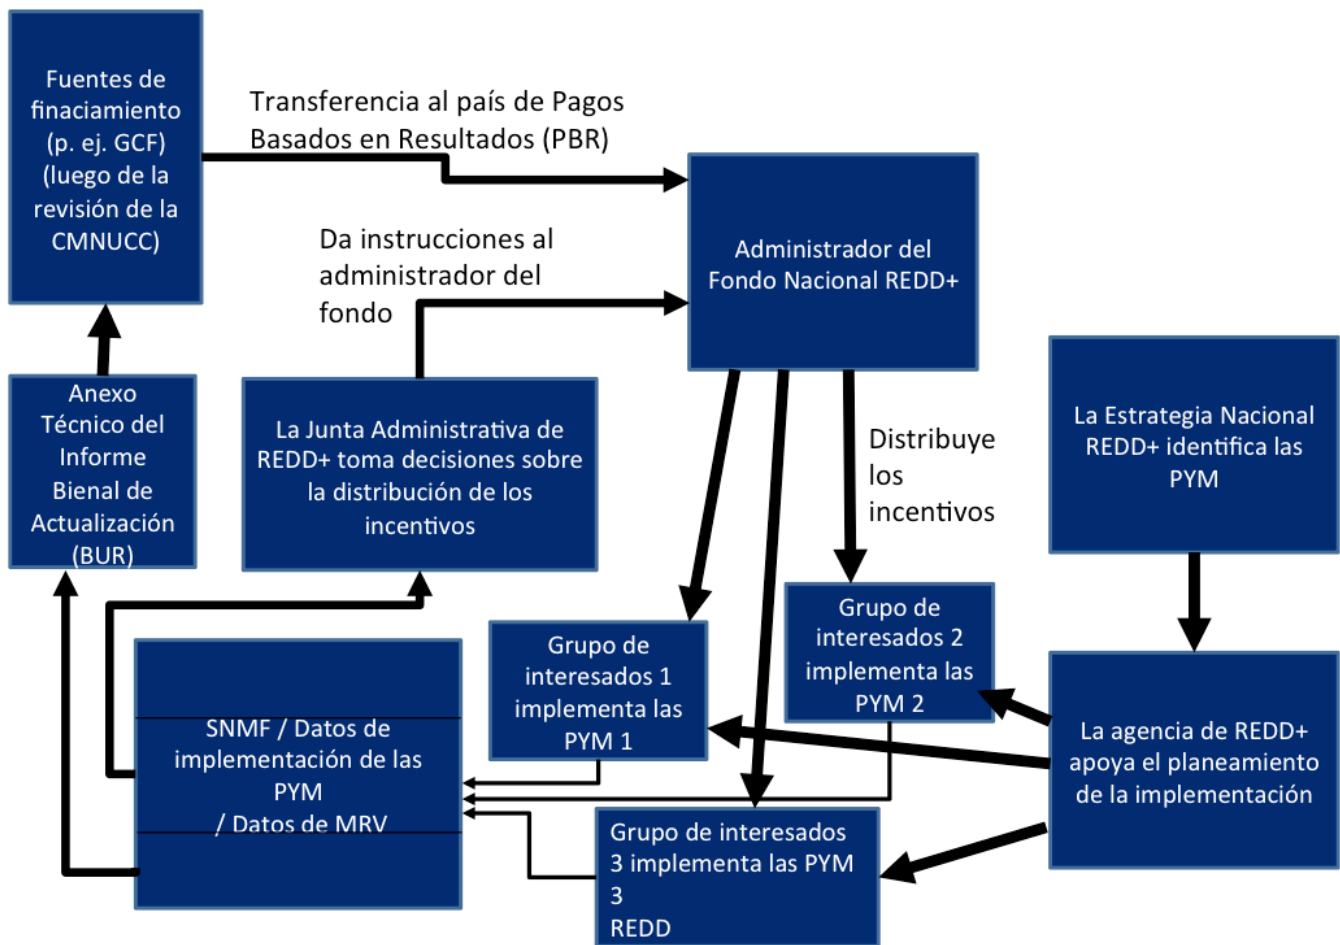 Fuentes de
finaciamiento
(p. ej. GCF)
(luego de la
revisión de la
CMNUCC)
Transferencia al país de Pagos
Basados en Resultados (PBR)
Da instrucciones al
administrador del
fondo
Administrador del
Fondo Nacional REDD+
Anexo
Técnico del
Informe
Bienal de
Actualización
(BUR)
La Junta Administrativa de
REDD+ toma decisiones sobre
la distribución de los
incentivos
Distribuye
los
incentivos
La Estrategia Nacional
REDD+ identifica las
PYM
Grupo de
interesados 1
implementa las
PYM 1
Grupo de
interesados 2
implementa las
PYM 2
La agencia de REDD+
apoya el planeamiento
de la implementación
SNMF / Datos de
implementación de las
PYM
/ Datos de MRV
Grupo de interesados
3 implementa las PYM
3
REDD